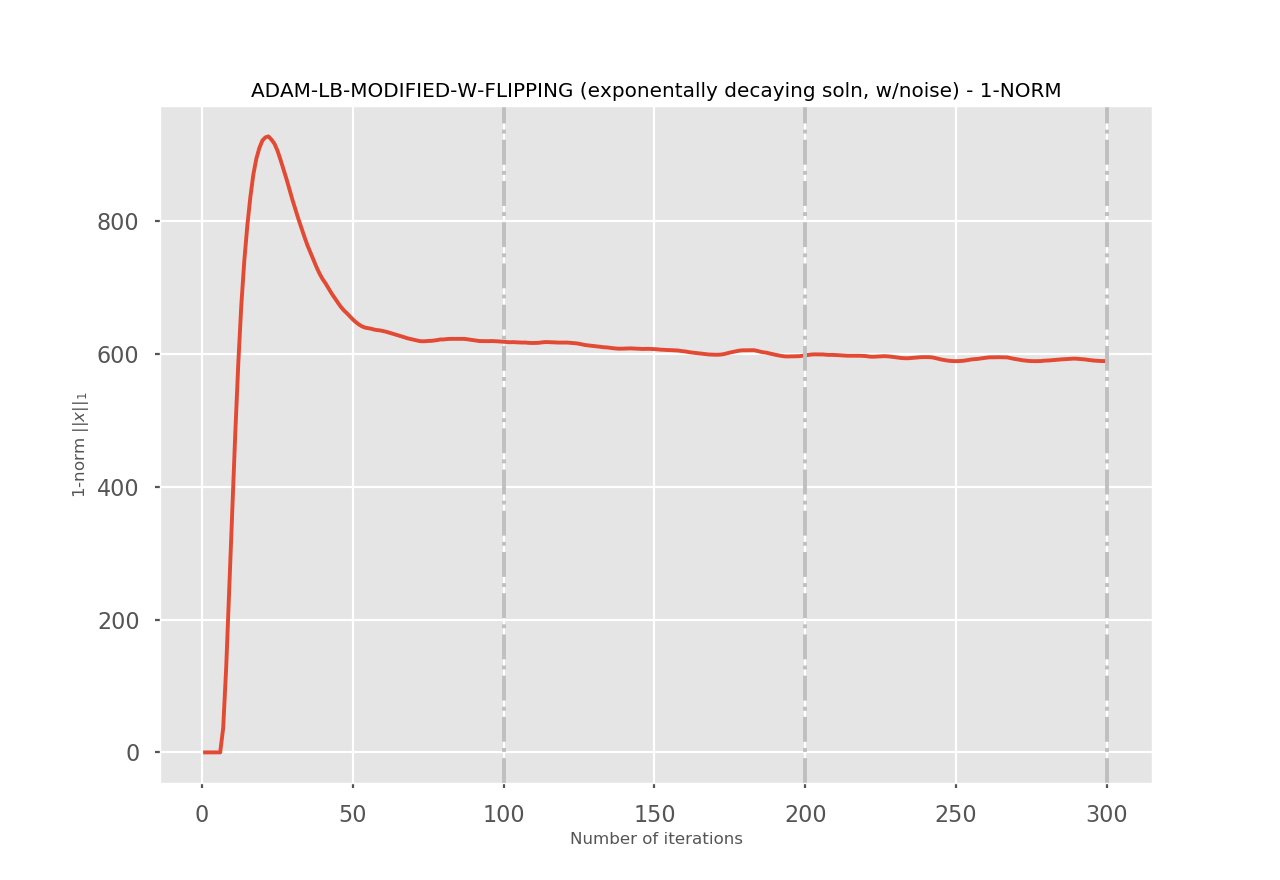 ADAM-LB-MODIFIED-W-FLIPPING (exponentially decaying soln, w/noise) - 1-NORM
800
600
400
200
0
1-norm ||x||₁
0 50 100 150 200 250 300
Number of iterations